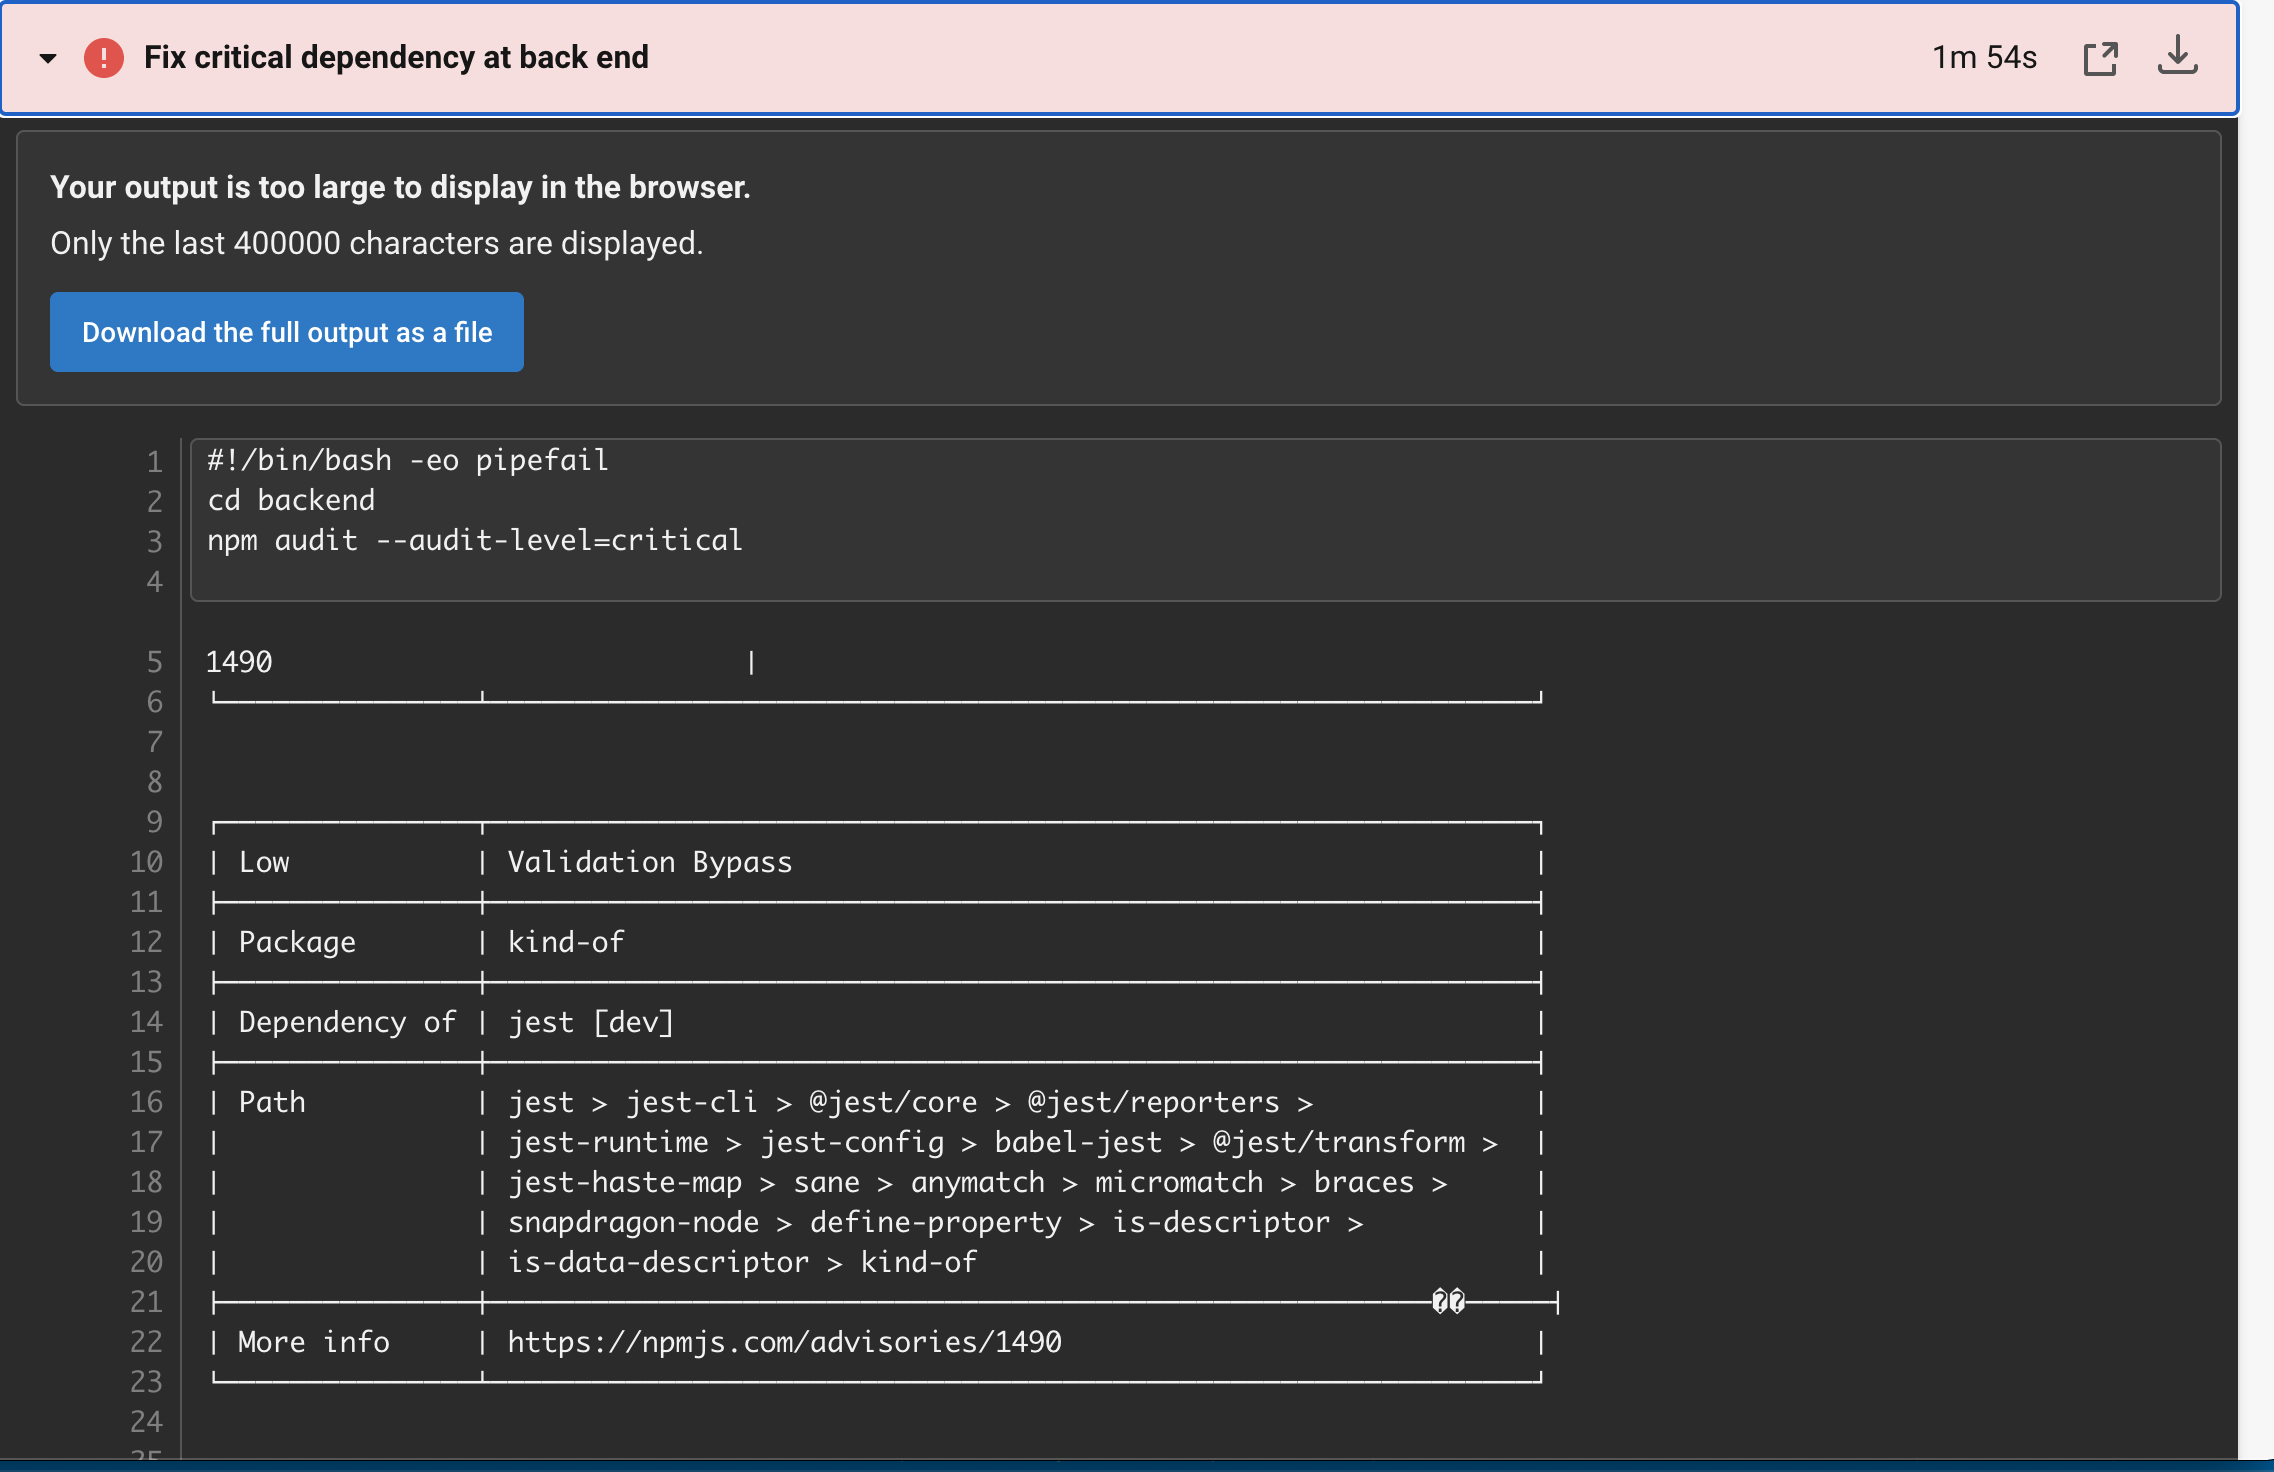 Fix critical dependency at back end 1m 54s
Your output is too large to display in the browser.
Only the last 400000 characters are displayed.
Download the full output as a file
1 #!/bin/bash -eo pipefail
2 cd backend
3 npm audit --audit-level=critical
4
5 1490 |
6
7
8
9
10 | Low | Validation Bypass |
11
12 | Package | kind-of |
13
14 | Dependency of | jest [dev] |
15
16 | Path | jest > jest-cli > @jest/core > @jest/reporters > |
17 | | jest-runtime > jest-config > babel-jest > @jest/transform > |
18 | | jest-haste-map > sane > anymatch > micromatch > braces > |
19 | | snapdragon-node > define-property > is-descriptor > |
20 | | is-data-descriptor > kind-of |
21 ��
22 | More info | https://npmjs.com/advisories/1490 |
23
24